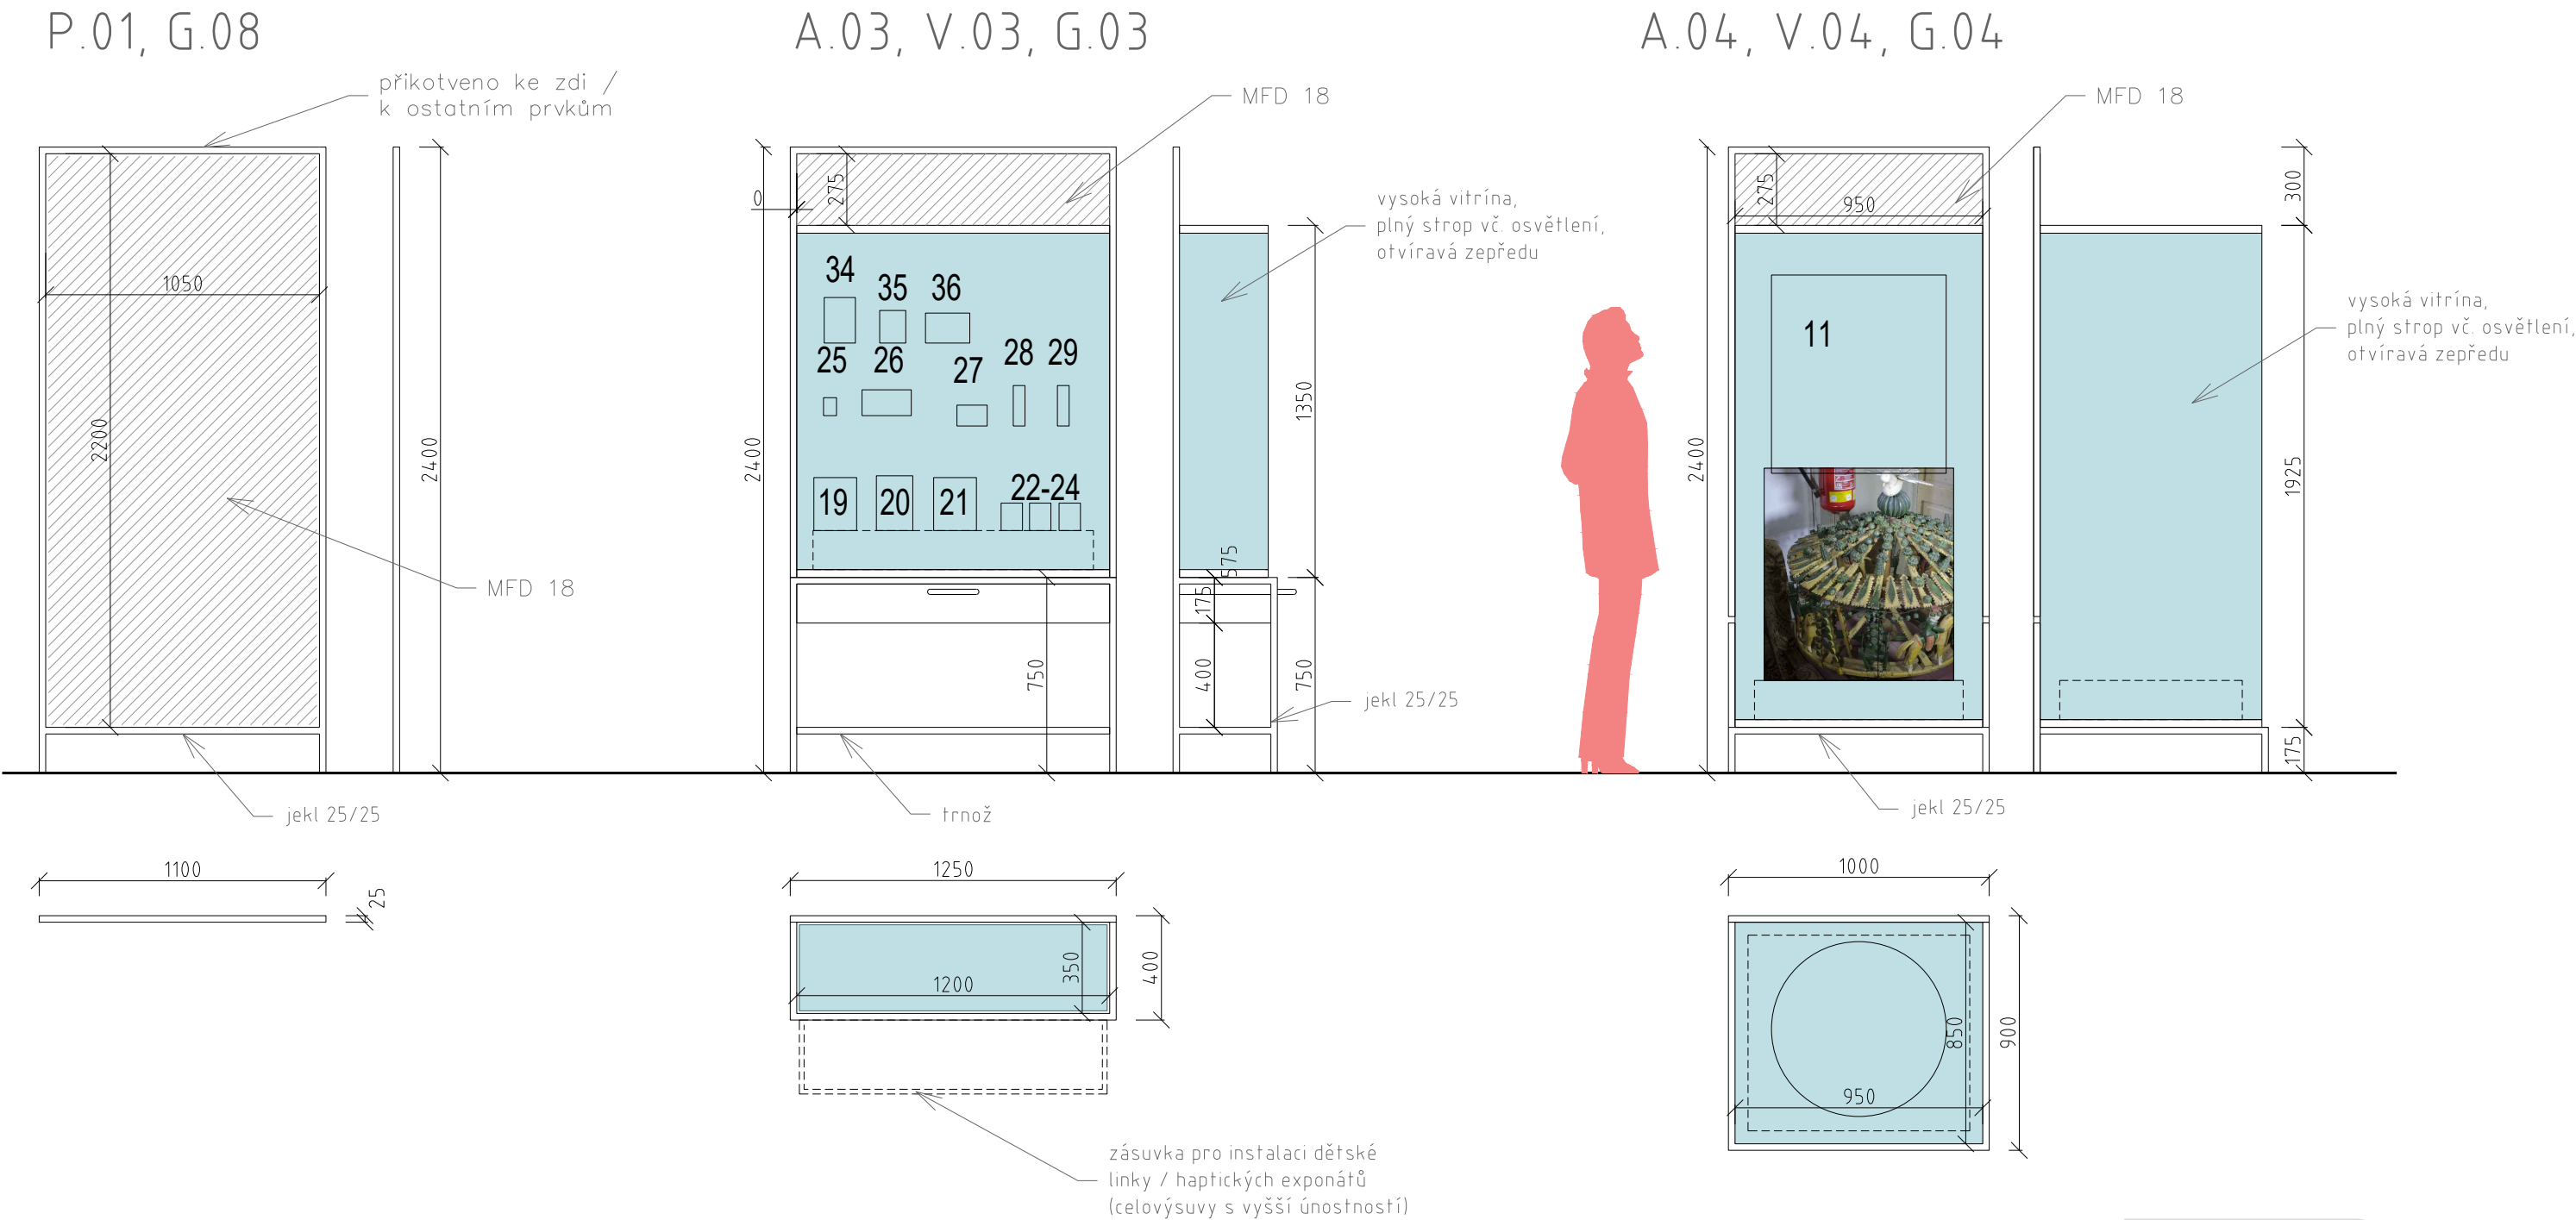 P.01, G.08
A.03, V.03, G.03
A.04, V.04, G.04
přikotveno ke zdi /
k ostatním prvkům
1050
2200
2400
MFD 18
jekl 25/25
1100
25
MFD 18
0
275
2400
34
35
36
25
26
27
28
29
19
20
21
22-24
750
trnož
vysoká vitrína,
plný strop vč. osvětlení,
otvíravá zepředu
1350
575
175
400
750
jekl 25/25
1250
1200
350
400
zásuvka pro instalaci dětské
linky / haptických exponátů
(celovýsuvy s vyšší únostností)
MFD 18
275
950
2400
11
300
1925
175
vysoká vitrína,
plný strop vč. osvětlení,
otvíravá zepředu
jekl 25/25
1000
950
850
900